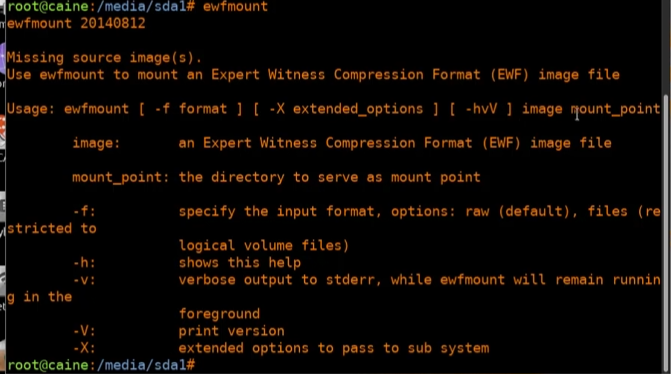 root@caine:/media/sda1# ewfmount
ewfmount 20140812

Missing source image(s).
Use ewfmount to mount an Expert Witness Compression Format (EWF) image file

Usage: ewfmount [ -f format ] [ -X extended_options ] [ -hvV ] image mount_point

        image:       an Expert Witness Compression Format (EWF) image file

        mount_point: the directory to serve as mount point

        -f:          specify the input format, options: raw (default), files (re
stricted to
                     logical volume files)
        -h:          shows this help
        -v:          verbose output to stderr, while ewfmount will remain runnin
g in the
                     foreground
        -V:          print version
        -X:          extended options to pass to sub system
root@caine:/media/sda1#